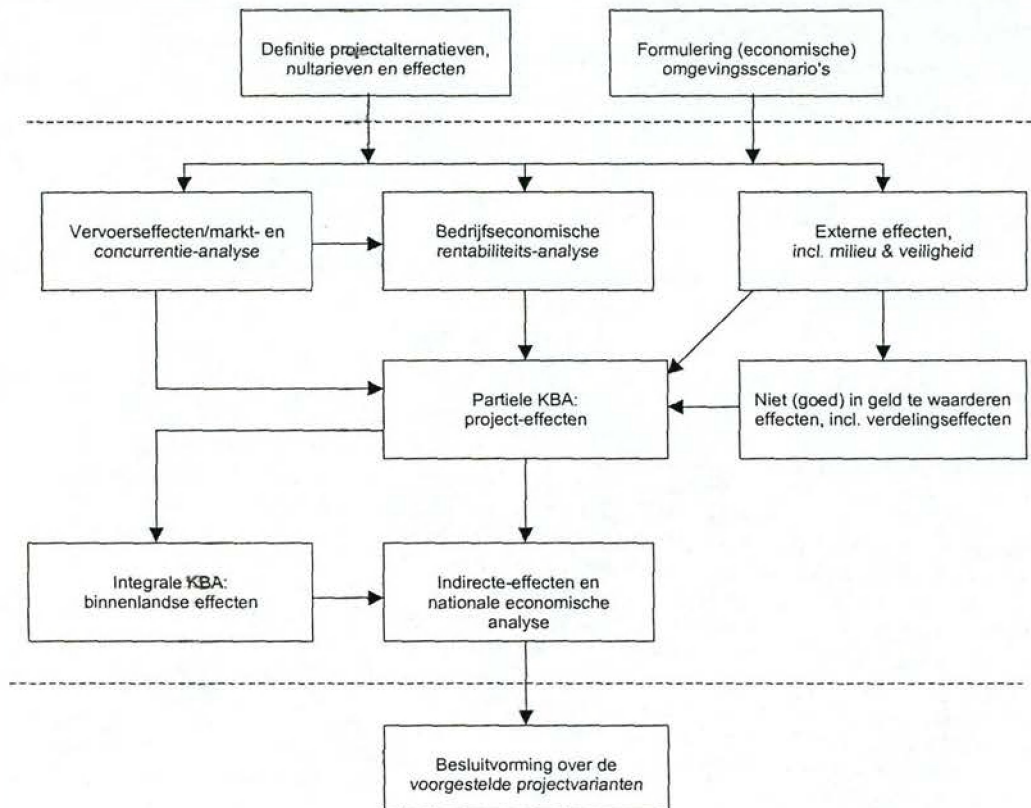 Definitie projectalternatieven,
nultarieven en effecten
Formulering (economische)
omgevingsscenario's
Vervoerseffecten/markt- en
concurrentie-analyse
Bedrijfseconomische
rentabiliteits-analyse
Externe effecten,
incl. milieu & veiligheid
Partiele KBA:
project-effecten
Niet (goed) in geld te waarderen
effecten, incl. verdelingseffecten
Integrale KBA:
binnenlandse effecten
Indirecte-effecten en
nationale economische
analyse
Besluitvorming over de
voorgestelde projectvarianten